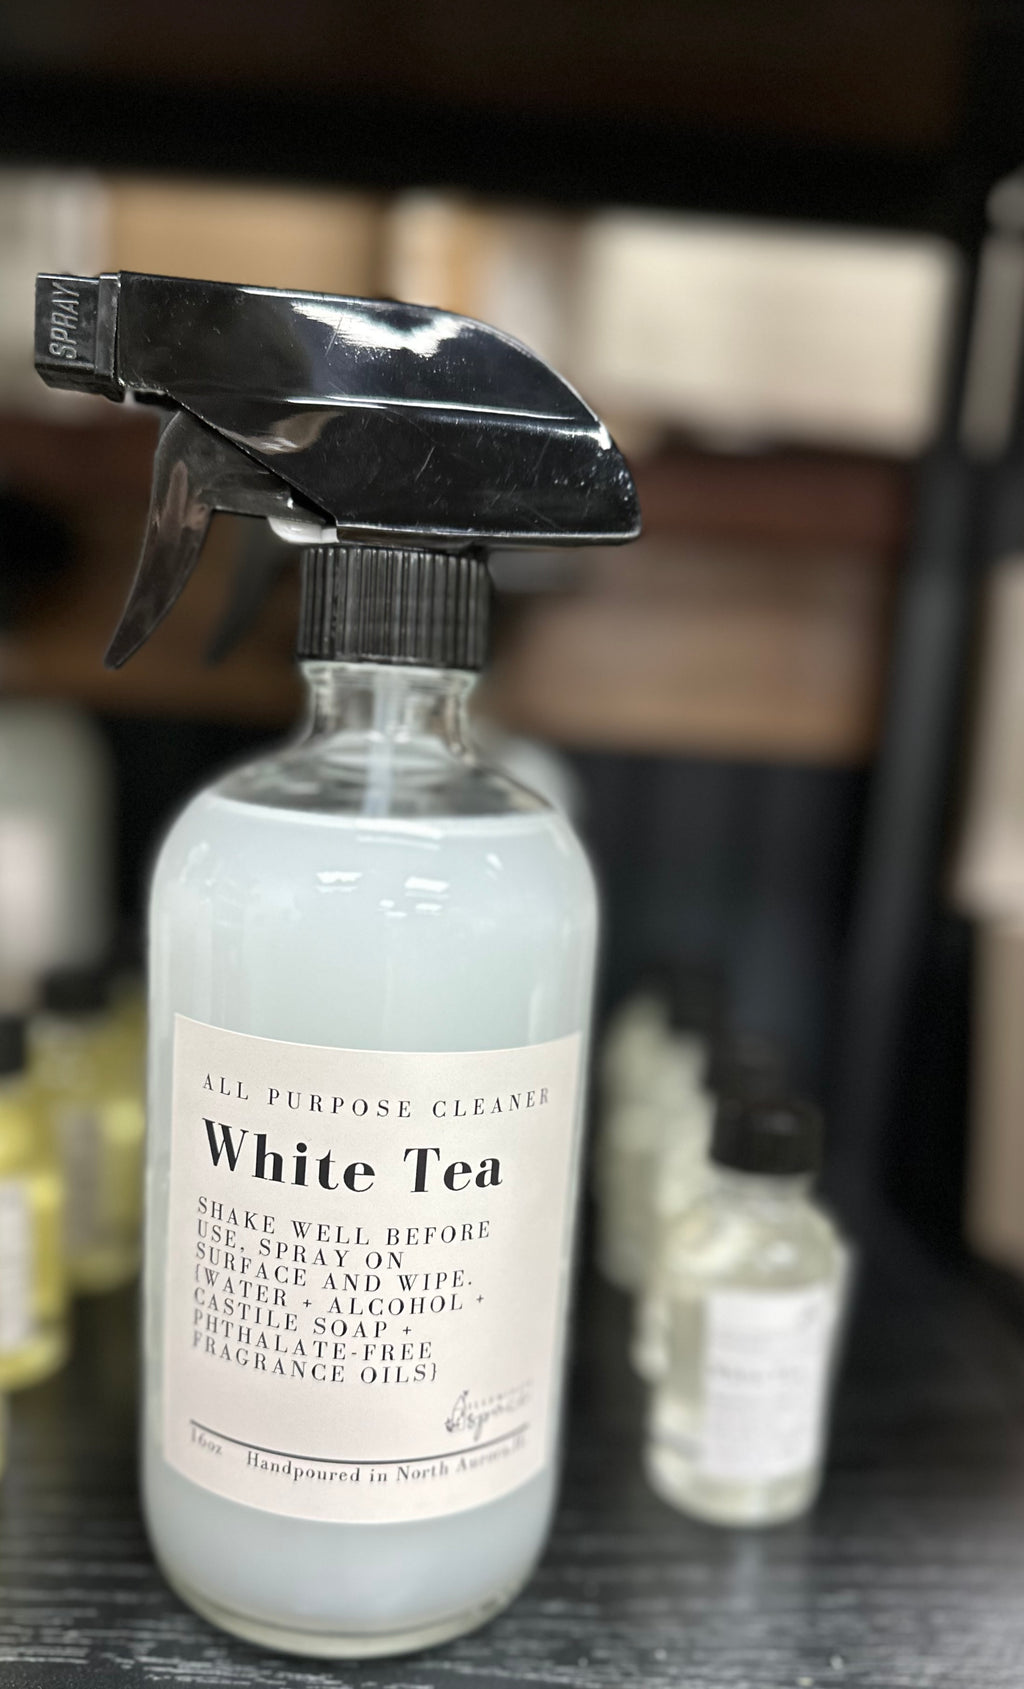 SPRAY
ALL PURPOSE CLEANER
White Tea
SHAKE WELL BEFORE
USE, SPRAY ON
SURFACE AND WIPE.
{WATER + ALCOHOL +
CASTILE SOAP +
PHTHALATE-FREE
FRAGRANCE OILS}
16oz Handpoured in North Aurora,